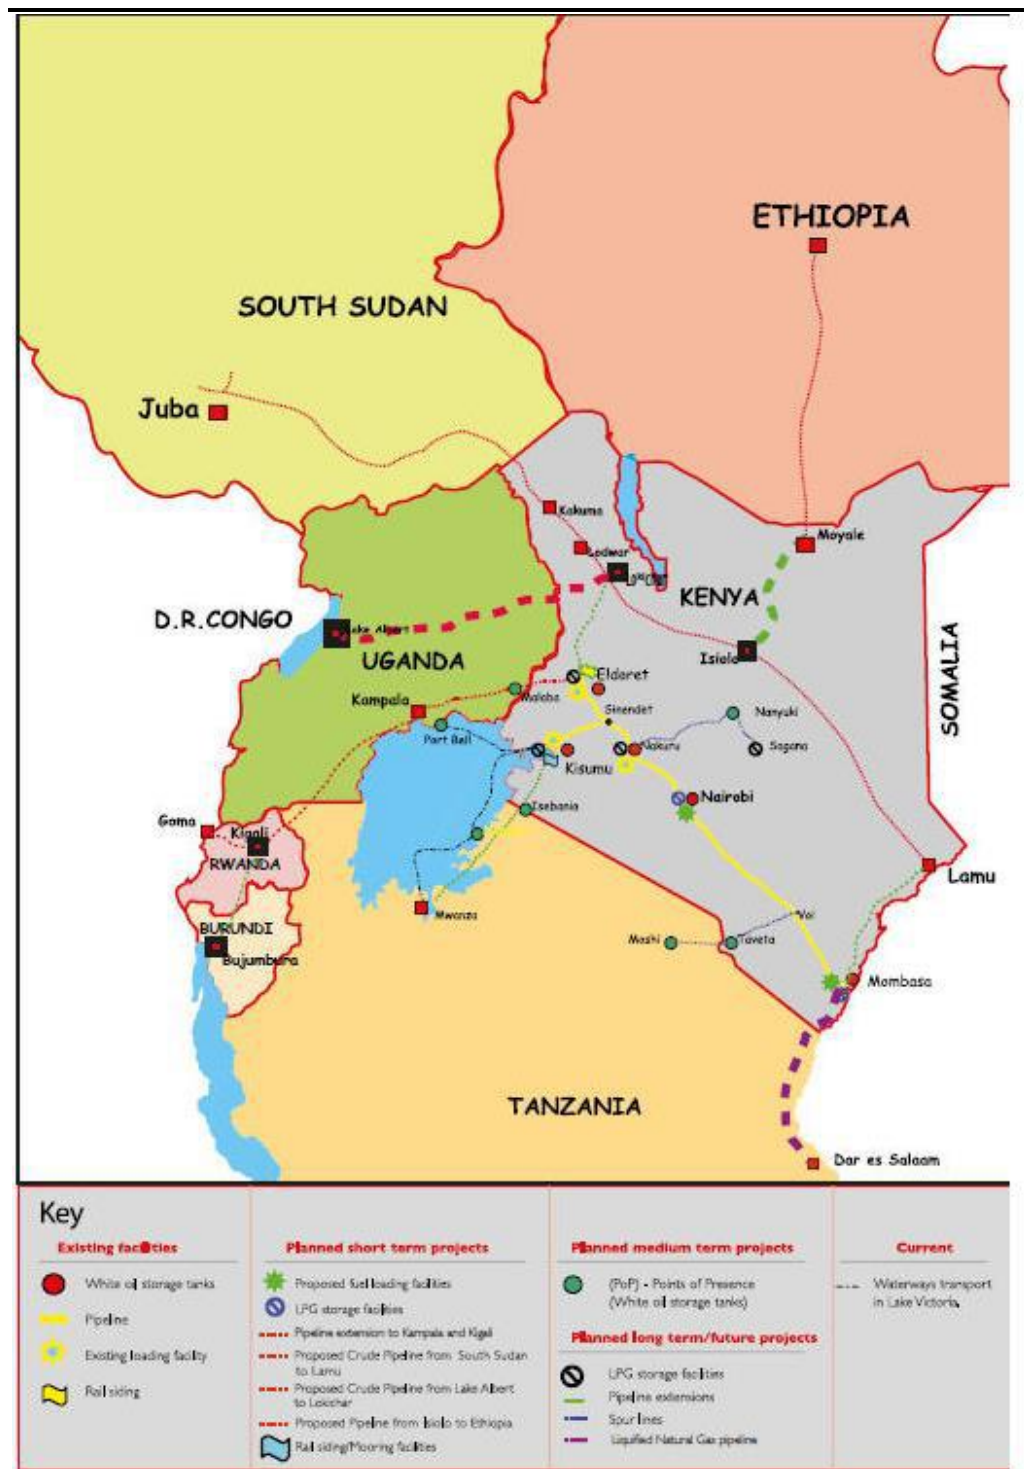 ETHIOPIA
SOUTH SUDAN
Juba
Kakuma
Moyale
Lodwar
KENYA
D.R.CONGO
Lake Albert
UGANDA
Isiolo
SOMALIA
Eldoret
Malaba
Kampala
Sinendet
Nanyuki
Port Bell
Nakuru
Sagana
Kisumu
Nairobi
Isebania
Goma
Kigali
RWANDA
Lamu
Mwanza
Voi
BURUNDI
Moshi
Taveta
Bujumbura
Mombasa
TANZANIA
Dar es Salaam
Key
Existing facilities
White oil storage tanks
Pipeline
Existing loading facility
Rail siding
Planned short term projects
Proposed fuel loading facilities
LPG storage facilities
Pipeline extension to Kampala and Kigali
Proposed Crude Pipeline from South Sudan
to Lamu
Proposed Crude Pipeline from Lake Albert
to Lokichar
Proposed Pipeline from Isiolo to Ethiopia
Rail siding/Mooring facilities
Planned medium term projects
(PoP) - Points of Presence
(White oil storage tanks)
Planned long term/future projects
LPG storage facilities
Pipeline extensions
Spur lines
Liquified Natural Gas pipeline
Current
Waterways transport
in Lake Victoria,